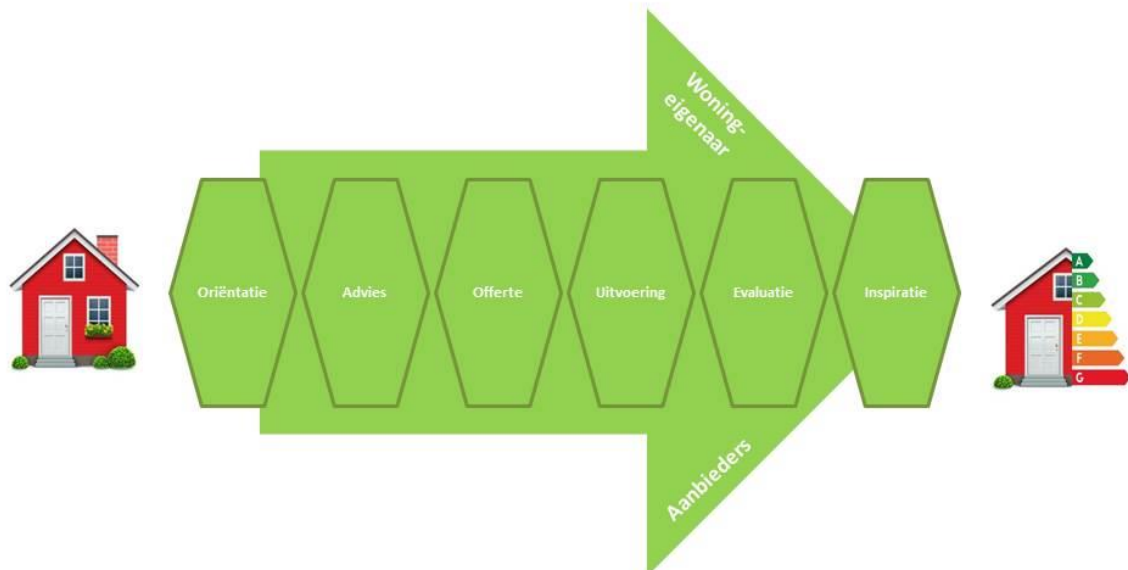 Woning-
eigenaar
Oriëntatie
Advies
Offerte
Uitvoering
Evaluatie
Inspiratie
Aanbieders
A
B
C
D
E
F
G